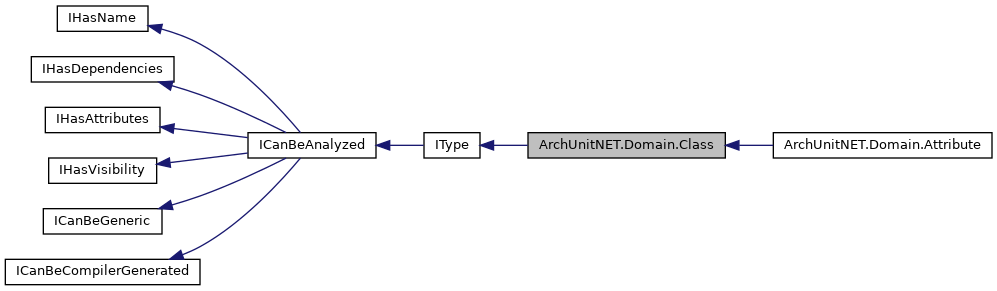 IHasName
IHasDependencies
IHasAttributes
IHasVisibility
ICanBeGeneric
ICanBeCompilerGenerated
ICanBeAnalyzed
IType
ArchUnitNET.Domain.Class
ArchUnitNET.Domain.Attribute